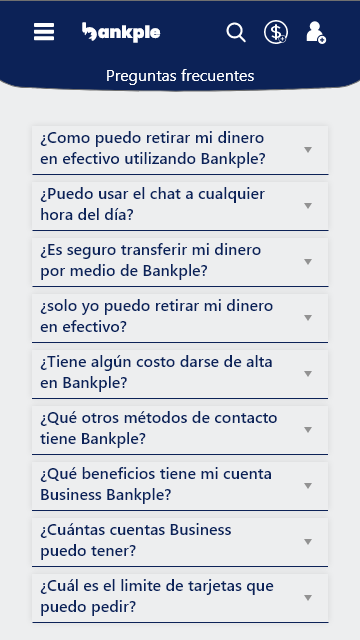 bankple
Preguntas frecuentes
¿Como puedo retirar mi dinero
en efectivo utilizando Bankple?
¿Puedo usar el chat a cualquier
hora del día?
¿Es seguro transferir mi dinero
por medio de Bankple?
¿solo yo puedo retirar mi dinero
en efectivo?
¿Tiene algún costo darse de alta
en Bankple?
¿Qué otros métodos de contacto
tiene Bankple?
¿Qué beneficios tiene mi cuenta
Business Bankple?
¿Cuántas cuentas Business
puedo tener?
¿Cuál es el limite de tarjetas que
puedo pedir?